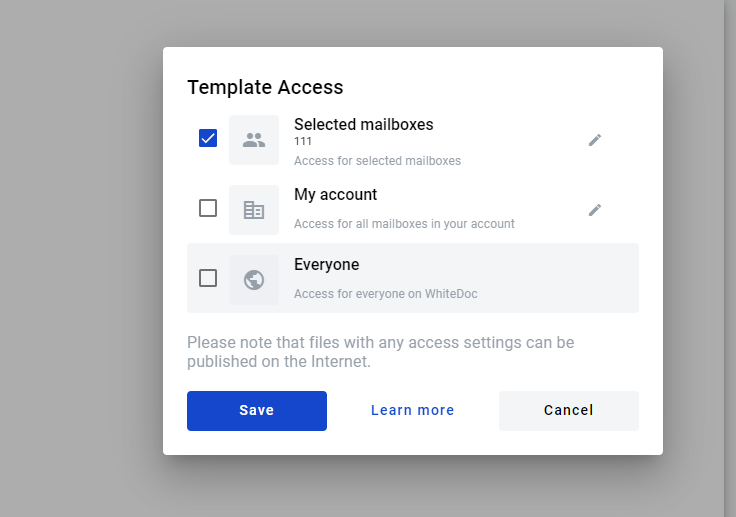 Template Access
Selected mailboxes
111
Access for selected mailboxes
My account
Access for all mailboxes in your account
Everyone
Access for everyone on WhiteDoc
Please note that files with any access settings can be
published on the Internet.
Save
Learn more
Cancel